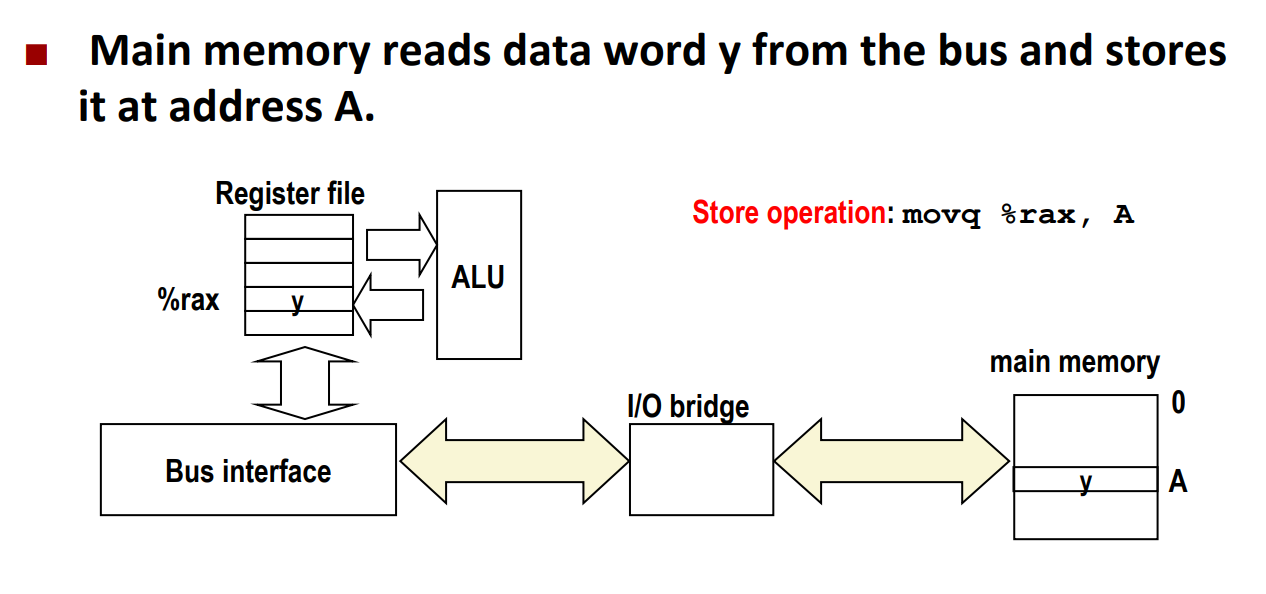 Main memory reads data word y from the bus and stores
it at address A.
Register file
Store operation: movq %rax, A
ALU
%rax
y
main memory
0
I/O bridge
Bus interface
y
A